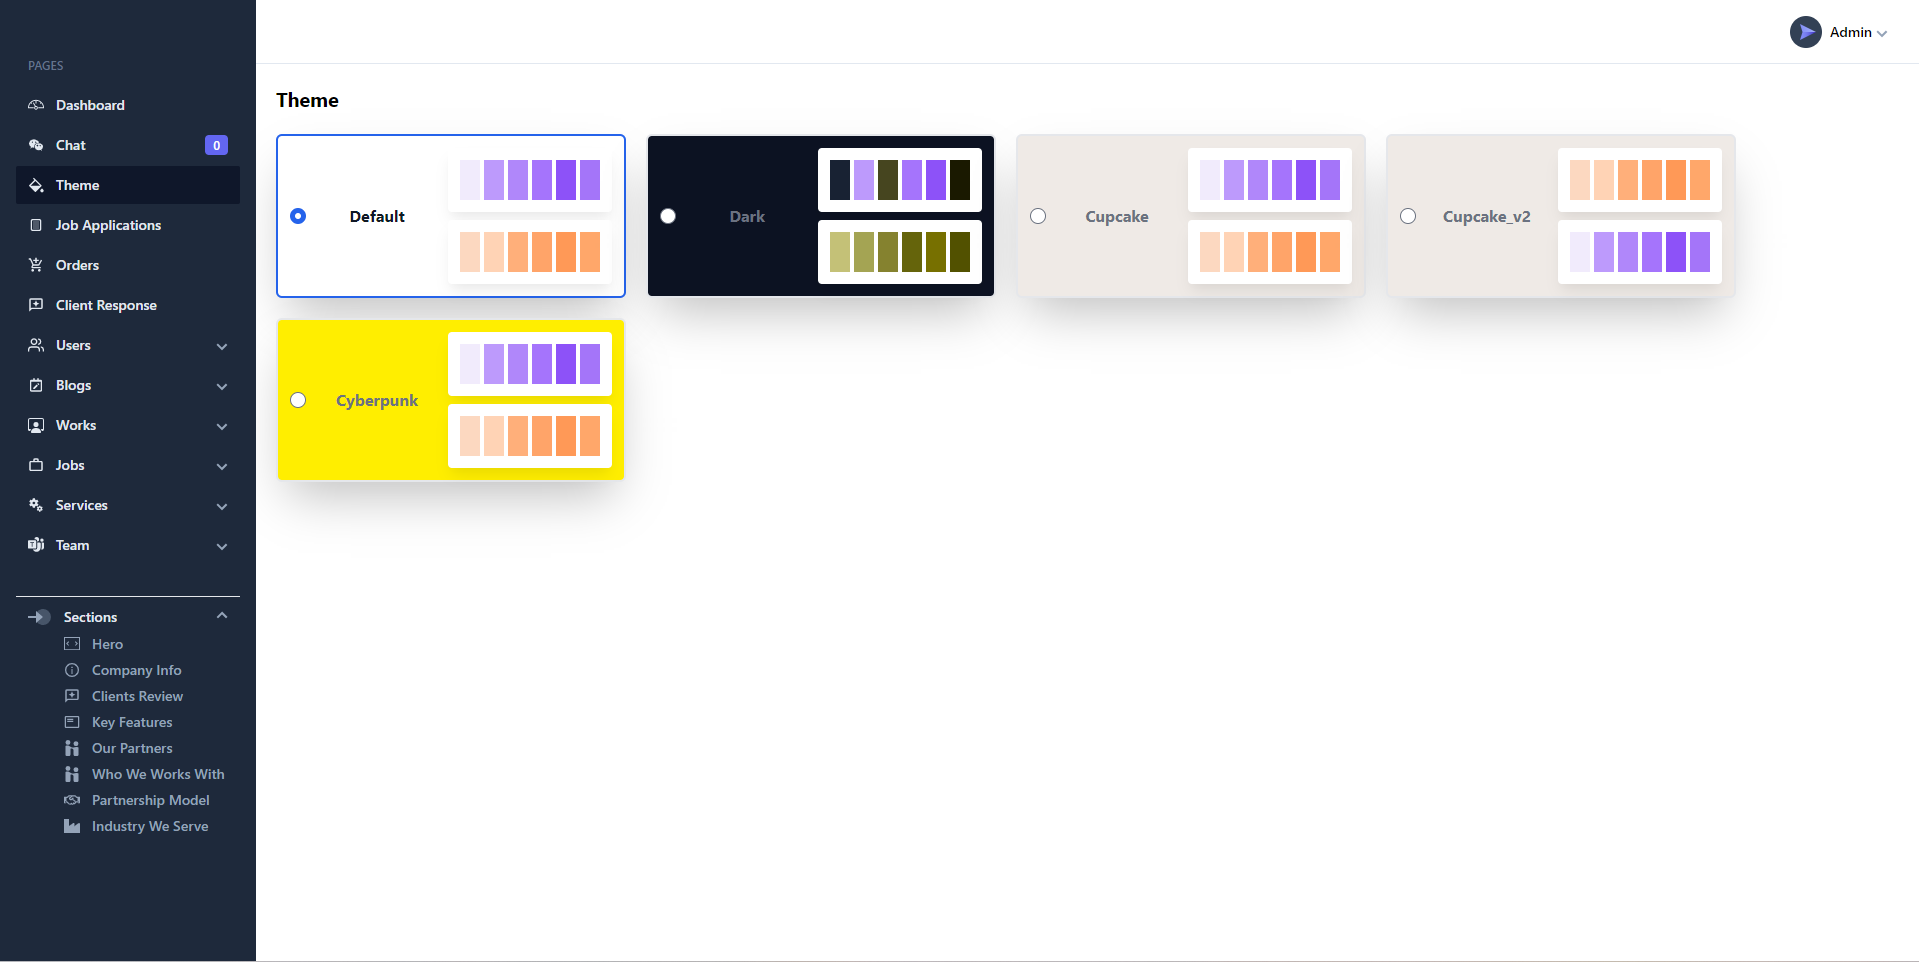 Admin
PAGES
Dashboard
Chat
0
Theme
Job Applications
Orders
Client Response
Users
Blogs
Works
Jobs
Services
Team
Sections
Hero
Company Info
Clients Review
Key Features
Our Partners
Who We Works With
Partnership Model
Industry We Serve
Theme
Default
Dark
Cupcake
Cupcake_v2
Cyberpunk